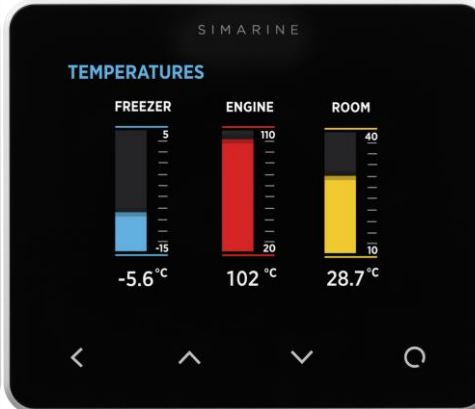 SIMARINE
TEMPERATURES
FREEZER ENGINE ROOM
5 110 40
-15 20 10
-5.6 °C 102 °C 28.7 °C